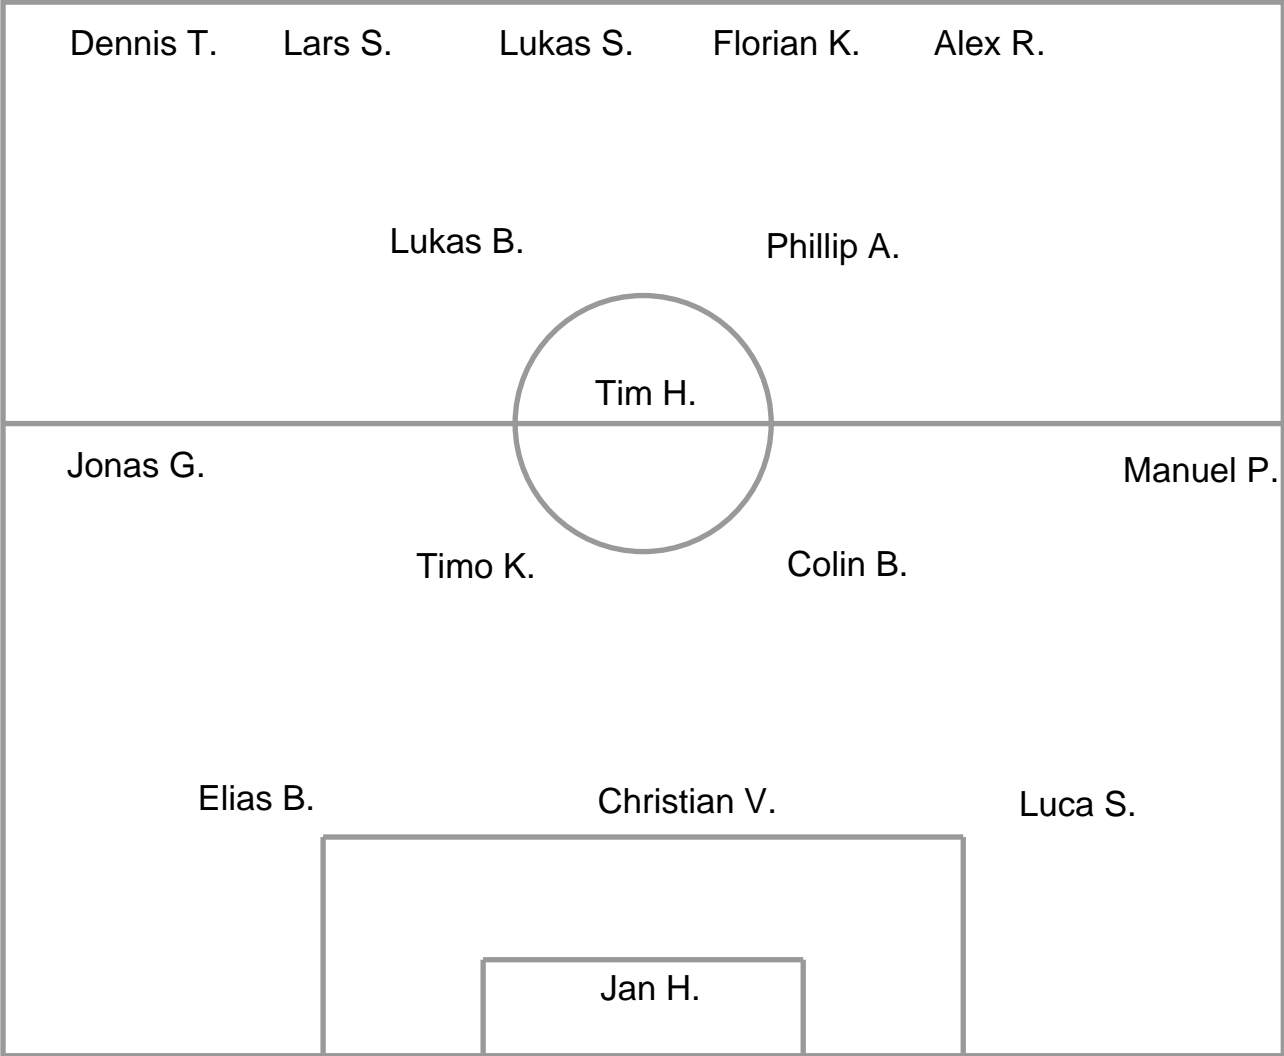 Dennis T. Lars S. Lukas S. Florian K. Alex R.
Lukas B. Phillip A.
Tim H.
Jonas G. Manuel P.
Timo K. Colin B.
Elias B. Christian V. Luca S.
Jan H.